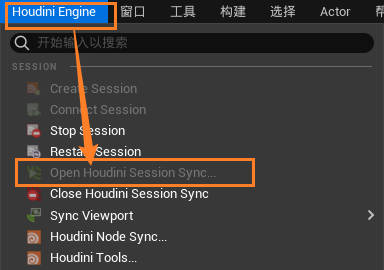 Houdini Engine 窗口 工具 构建 选择 Actor 帮
开始输入以搜索
SESSION
Create Session
Connect Session
Stop Session
Restart Session
Open Houdini Session Sync...
Close Houdini Session Sync
Sync Viewport
Houdini Node Sync...
Houdini Tools...